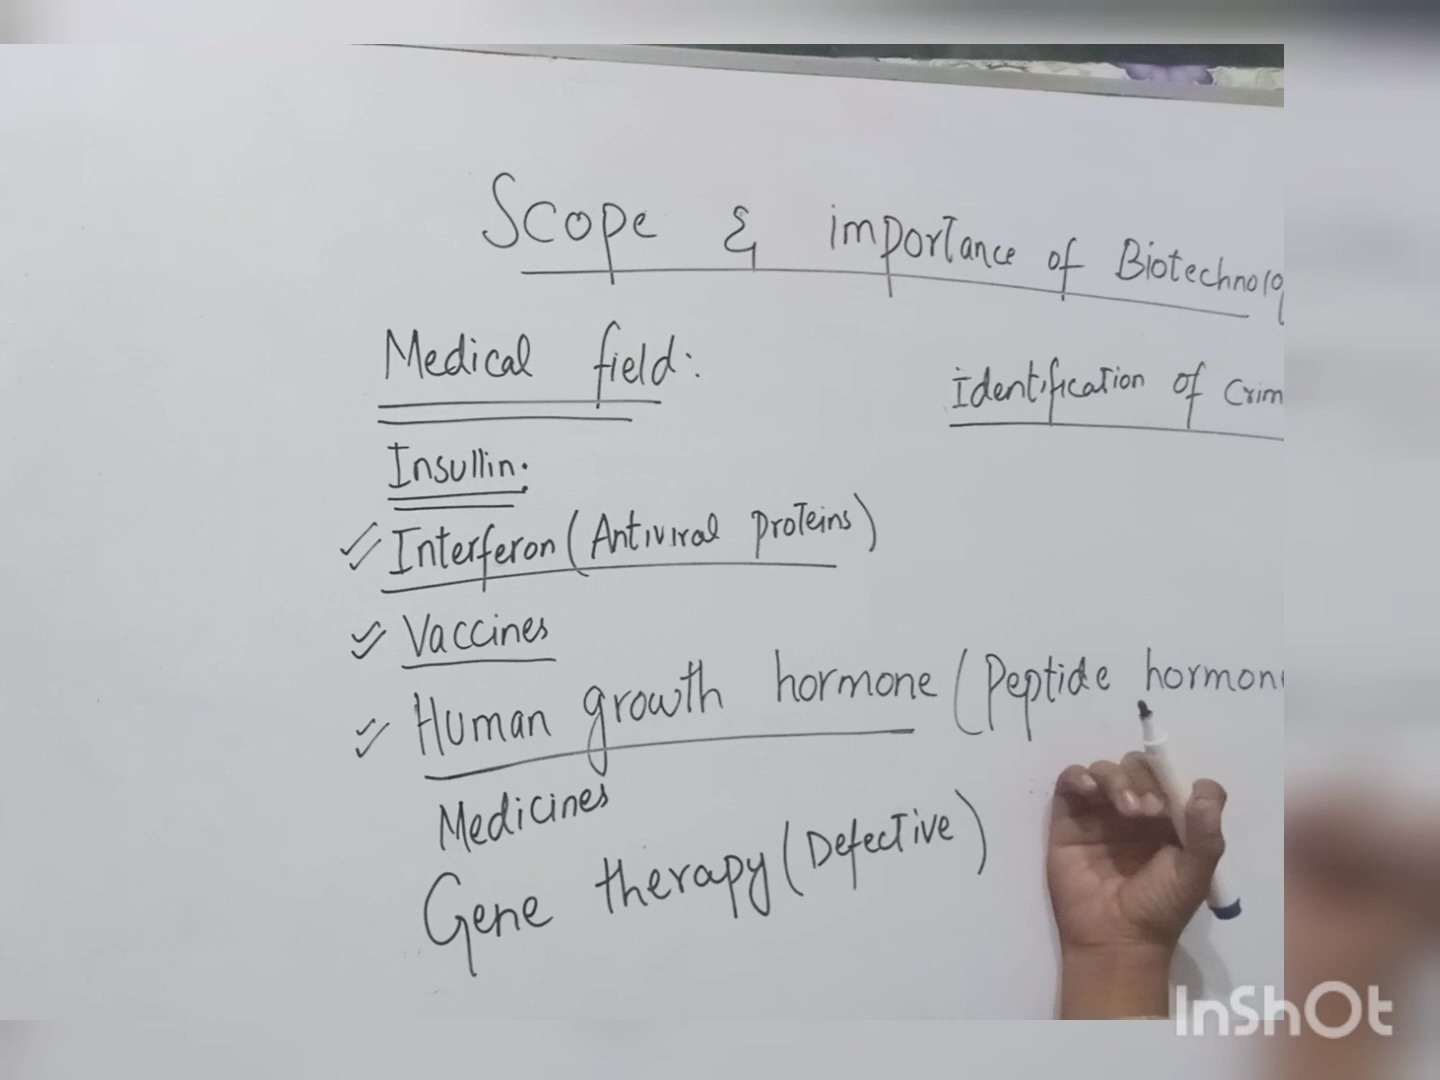 Scope & importance of Biotechnolog
Medical field:
Identification of Crim
Insullin.
Interferon (Antiviral proteins)
Vaccines
Human growth hormone (Peptide hormon
Medicines
Gene therapy (Defective)
InShOt